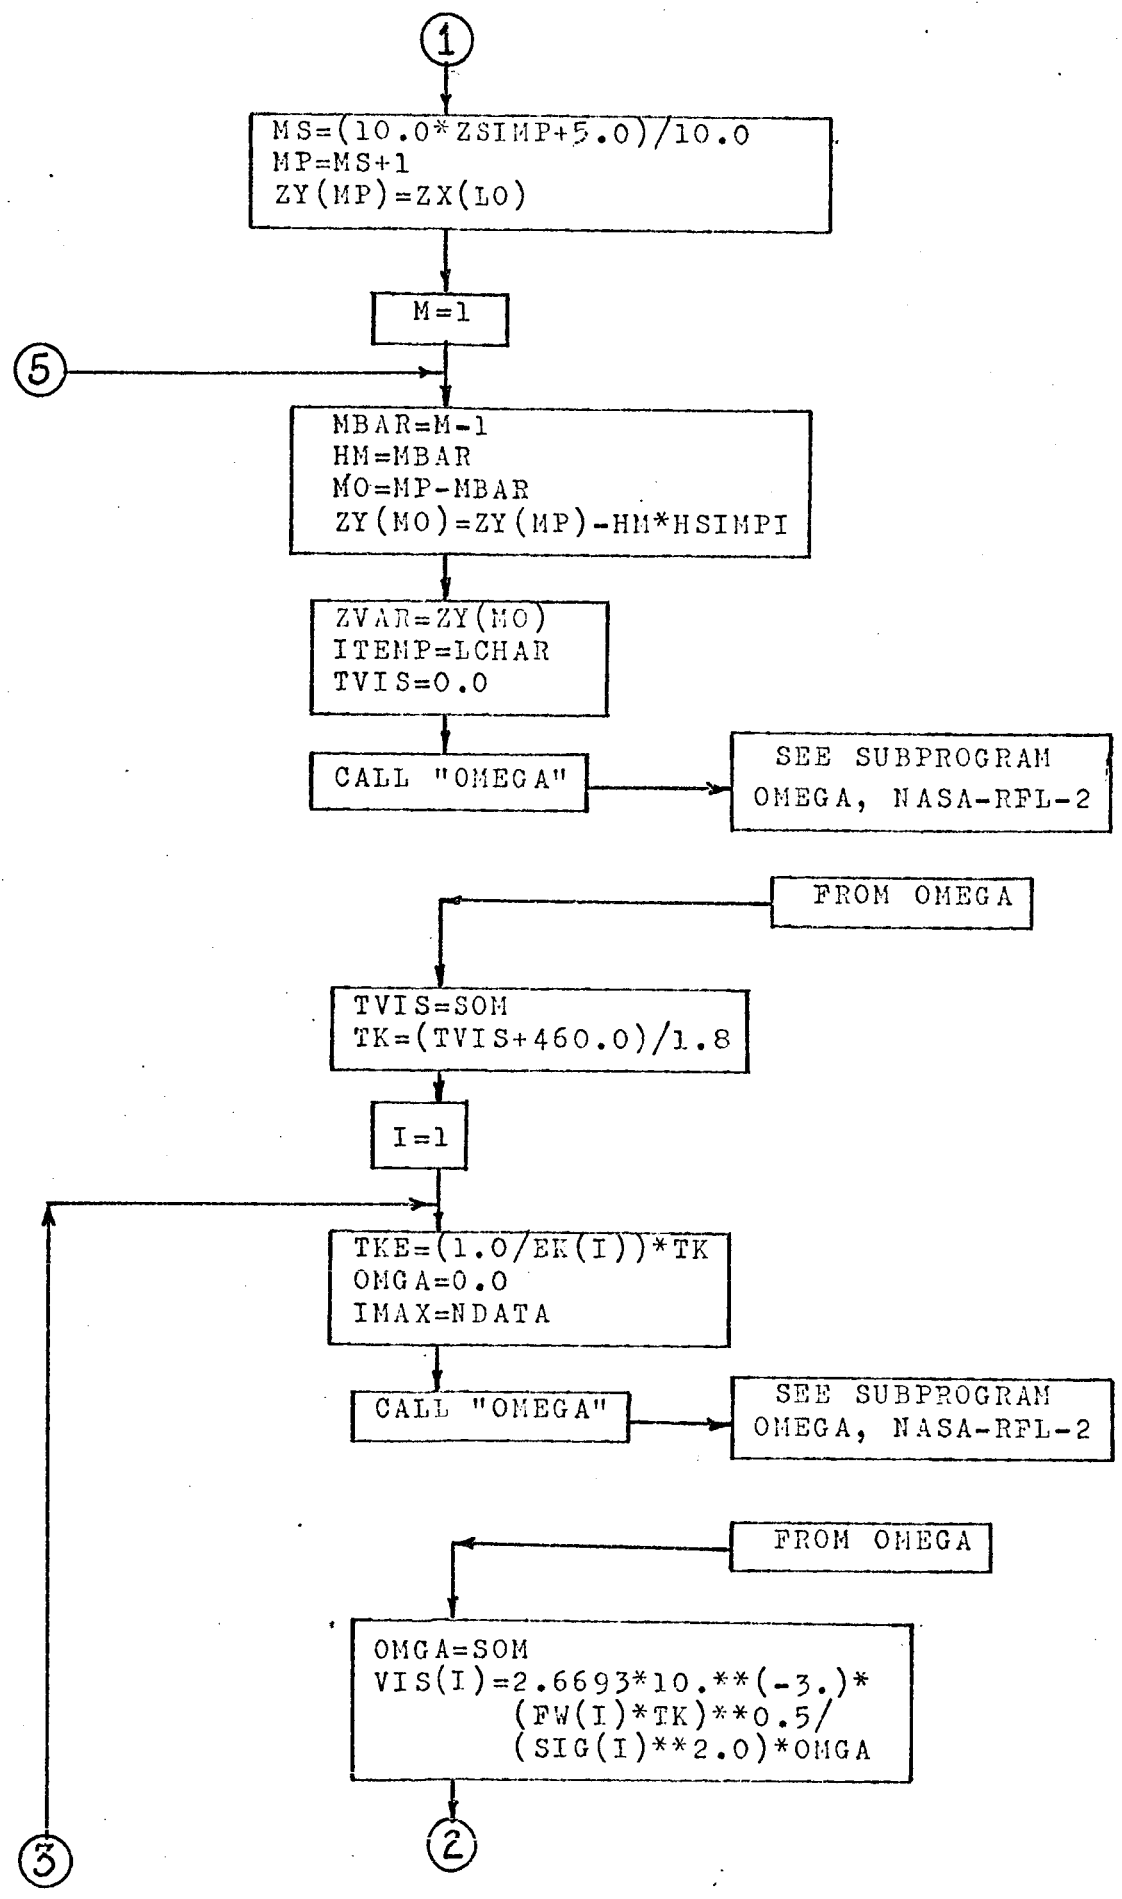 1
MS=(10.0*ZSIMP+5.0)/10.0
MP=MS+1
ZY(MP)=ZX(LO)
M=1
5
MBAR=M-1
HM=MBAR
MO=MP-MBAR
ZY(MO)=ZY(MP)-HM*HSIMPI
ZVAR=ZY(MO)
ITEMP=LCHAR
TVIS=0.0
CALL "OMEGA"
SEE SUBPROGRAM
OMEGA, NASA-RFL-2
FROM OMEGA
TVIS=SOM
TK=(TVIS+460.0)/1.8
I=1
TKE=(1.0/EK(I))*TK
OMGA=0.0
IMAX=NDATA
CALL "OMEGA"
SEE SUBPROGRAM
OMEGA, NASA-RFL-2
FROM OMEGA
OMGA=SOM
VIS(I)=2.6693*10.**(-3.)*
(FW(I)*TK)**0.5/
(SIG(I)**2.0)*OMGA
3
2